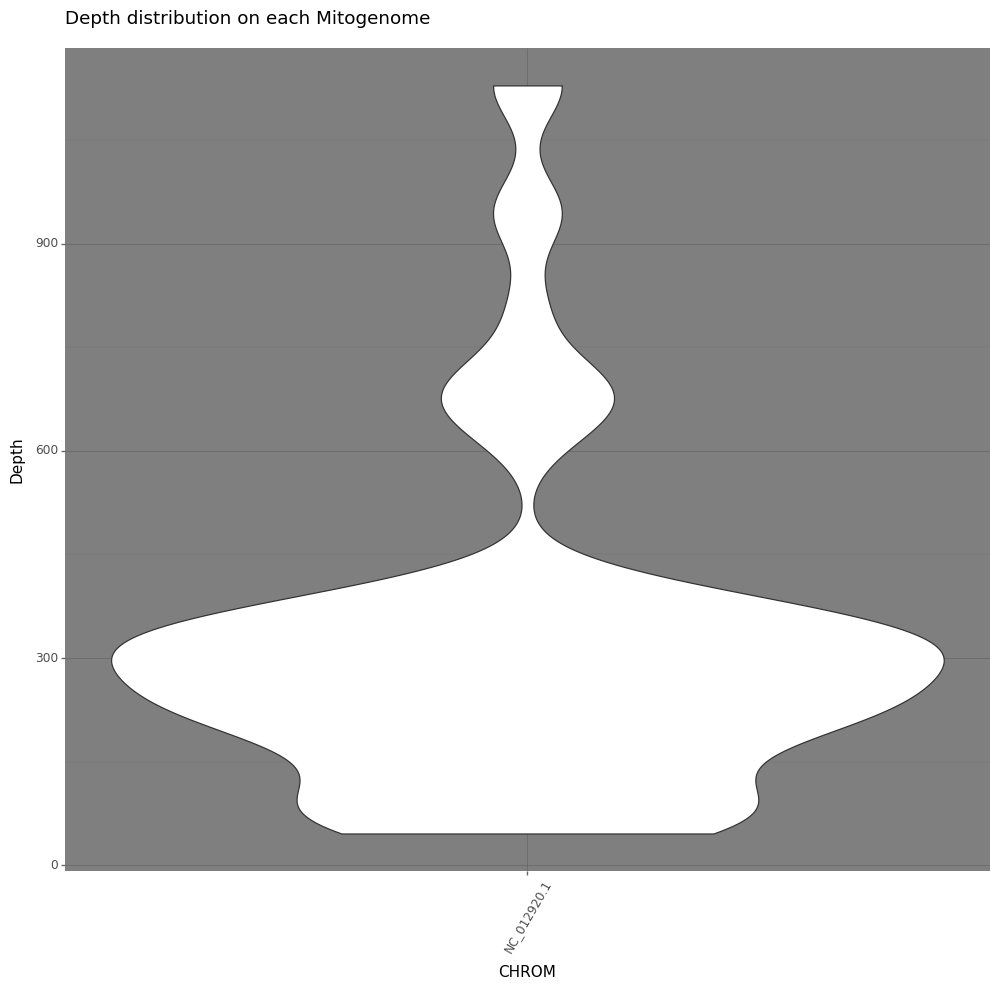 Depth distribution on each Mitogenome
900
600
300
0
Depth
NC_012920.1
CHROM